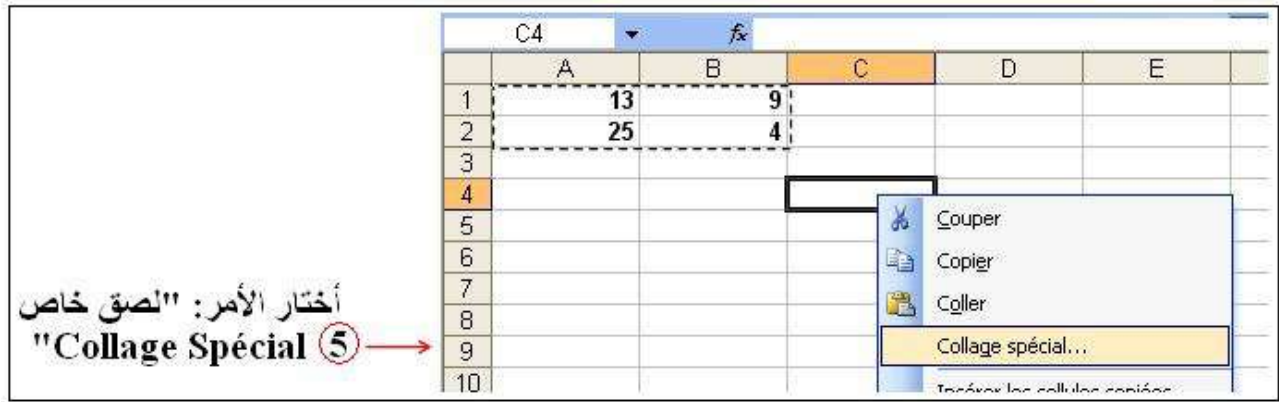 C4 fx
A B C D E
1 13 9
2 25 4
3
4
5 Couper
6 Copier
7 Coller
8
9 Collage spécial...
10
أختار الأمر: "لصق خاص
"Collage Spécial 5